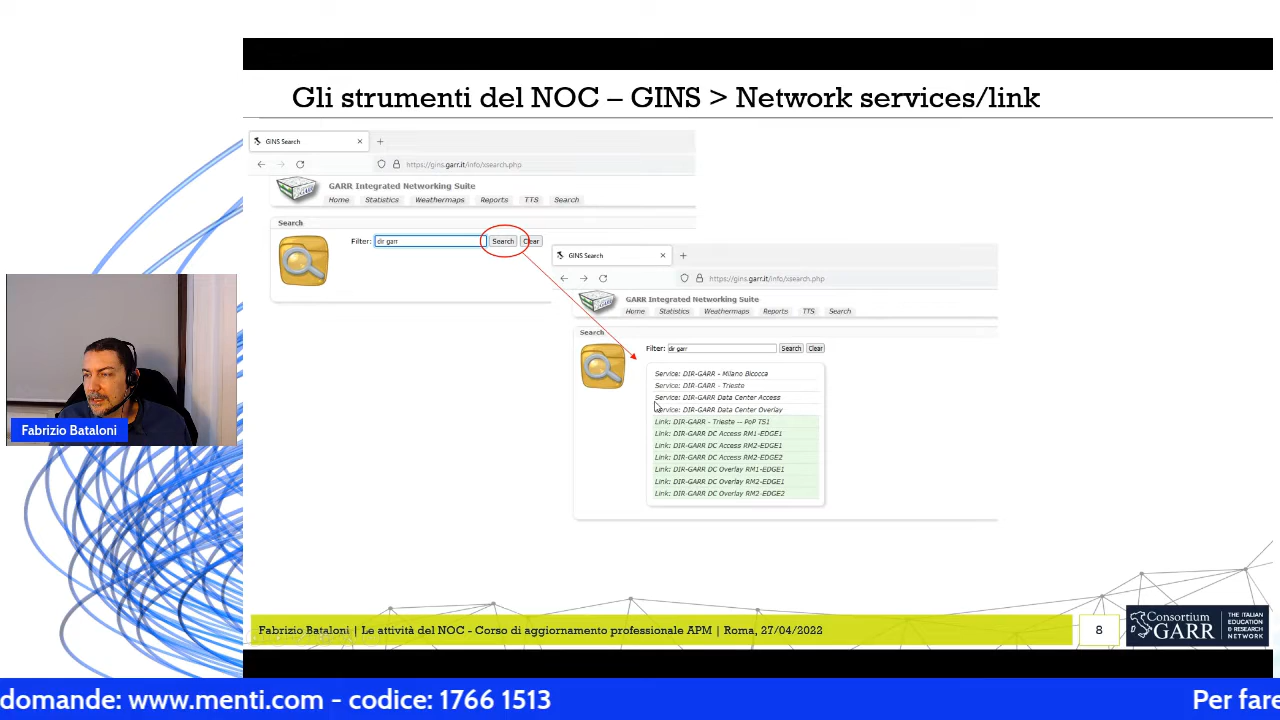 Gli strumenti del NOC – GINS > Network services/link
GINS Search
https://gins.garr.it/info/xsearch.php
GARR Integrated Networking Suite
Home Statistics Weathermaps Reports TTS Search
Search
Filter: dir garr Search Clear
GINS Search
https://gins.garr.it/info/xsearch.php
GARR Integrated Networking Suite
Home Statistics Weathermaps Reports TTS Search
Search
Filter: dir garr Search Clear
Service: DIR-GARR - Milano Bicocca
Service: DIR-GARR - Trieste
Service: DIR-GARR Data Center Access
Service: DIR-GARR Data Center Overlay
Link: DIR-GARR - Trieste -- PoP TS1
Link: DIR-GARR DC Access RM1-EDGE1
Link: DIR-GARR DC Access RM2-EDGE1
Link: DIR-GARR DC Access RM2-EDGE2
Link: DIR-GARR DC Overlay RM1-EDGE1
Link: DIR-GARR DC Overlay RM2-EDGE1
Link: DIR-GARR DC Overlay RM2-EDGE2
Fabrizio Bataloni
Fabrizio Bataloni | Le attività del NOC - Corso di aggiornamento professionale APM | Roma, 27/04/2022
8
Consortium
GARR
THE ITALIAN
EDUCATION
& RESEARCH
NETWORK
domande: www.menti.com - codice: 1766 1513
Per fare